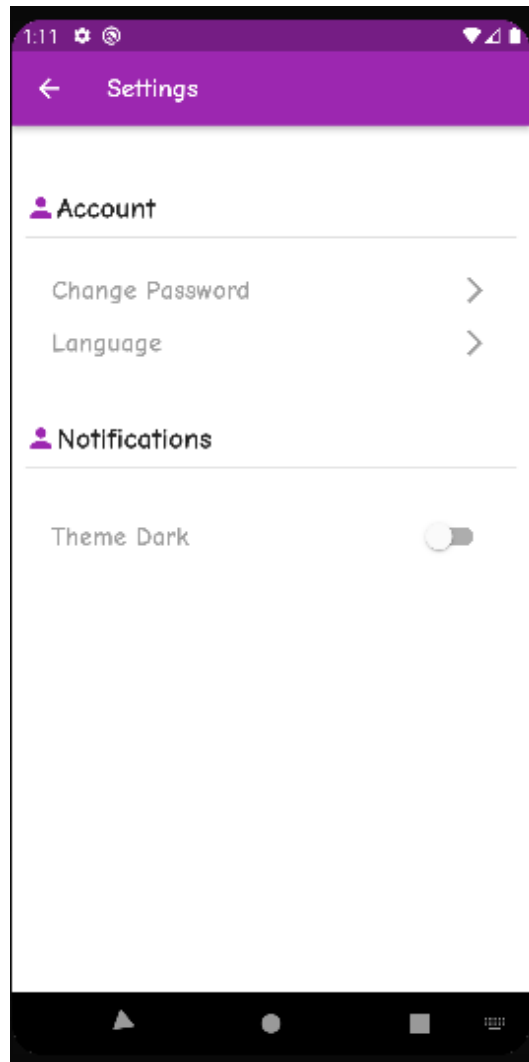 1:11
Settings
Account
Change Password
Language
Notifications
Theme Dark